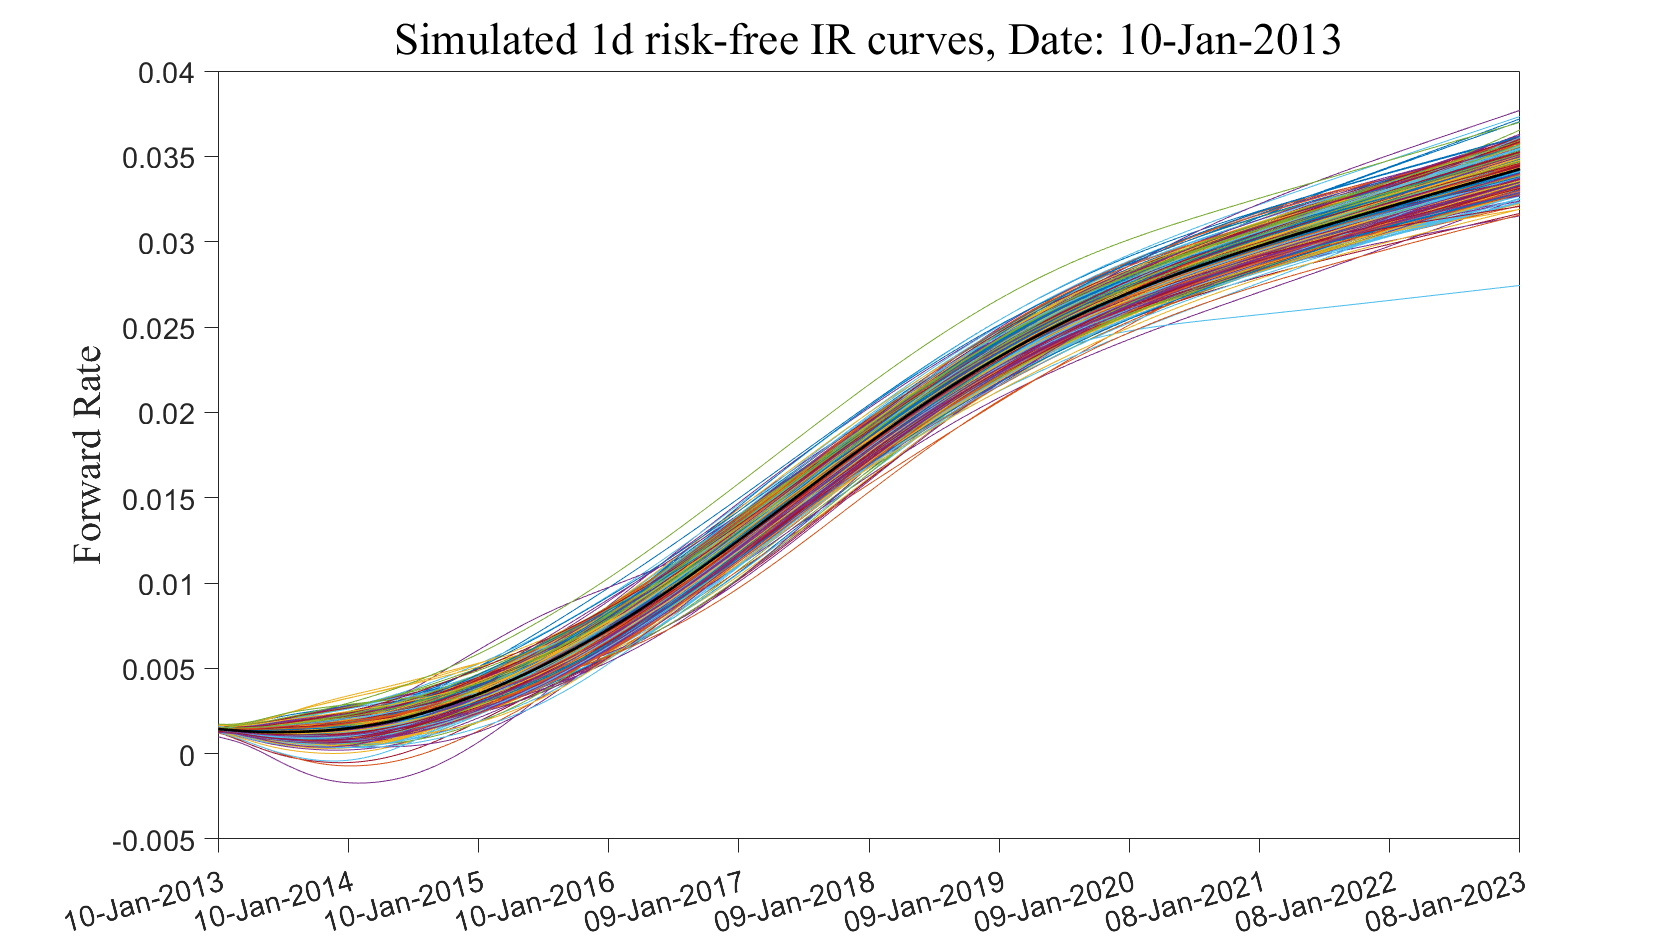 Simulated 1d risk-free IR curves, Date: 10-Jan-2013
0.04
0.035
0.03
0.025
0.02
0.015
0.01
0.005
0
-0.005
Forward Rate
10-Jan-2013
10-Jan-2014
10-Jan-2015
10-Jan-2016
09-Jan-2017
09-Jan-2018
09-Jan-2019
09-Jan-2020
08-Jan-2021
08-Jan-2022
08-Jan-2023